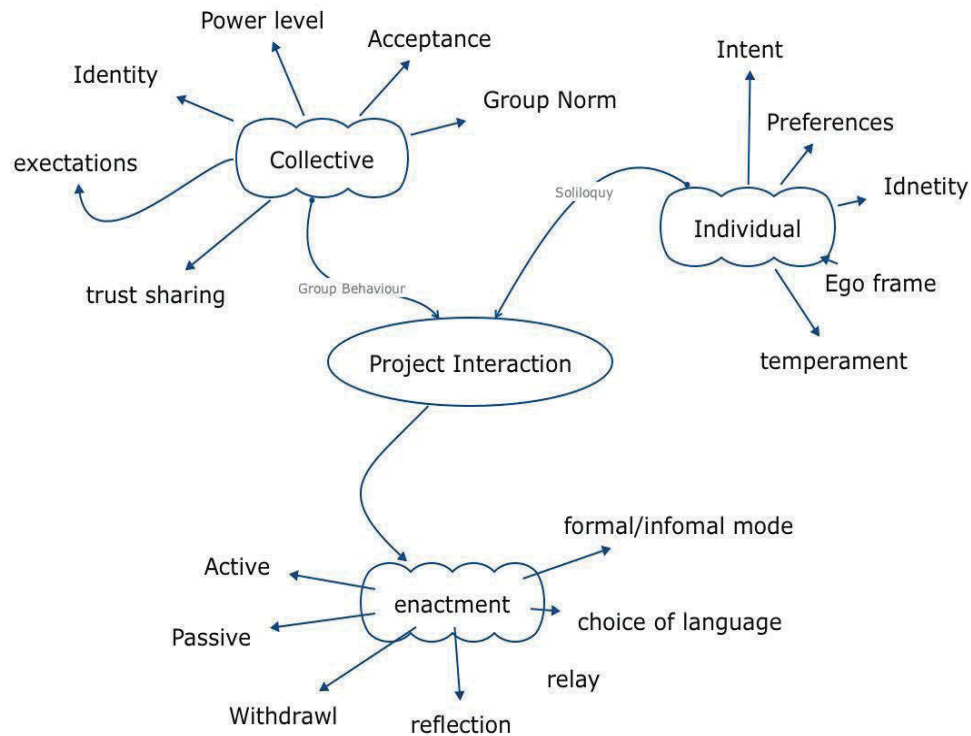 Power level
Acceptance
Identity
Group Norm
exectations
Collective
trust sharing
Group Behaviour
Intent
Preferences
Idnetity
Soliloquy
Individual
Ego frame
temperament
Project Interaction
formal/infomal mode
Active
enactment
choice of language
Passive
relay
Withdrawl
reflection